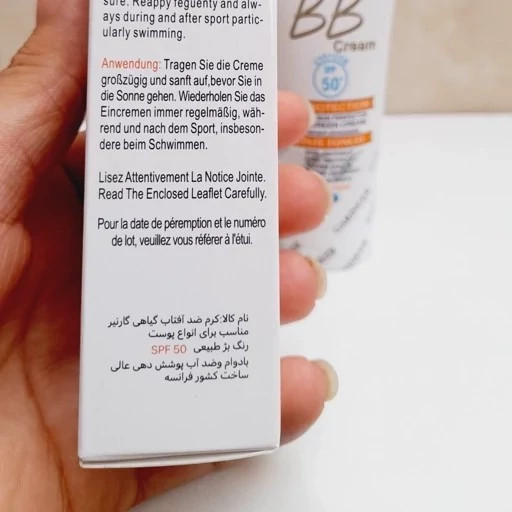 sure. Reappy reguenty and alw-
ays during and after sport partic-
ularly swimming.
Anwendung: Tragen Sie die Creme
großzügig und sanft auf,bevor Sie in
die Sonne gehen. Wiederholen Sie das
Eincremen immer regelmäßig, wäh-
rend und nach dem Sport, insbeson-
dere beim Schwimmen.
Lisez Attentivement La Notice Jointe.
Read The Enclosed Leaflet Carefully.
Pour la date de péremption et le numéro
de lot, veuillez vous référer à l'étui.
نام کالا:کرم ضد آفتاب گیاهی گارنیر
مناسب برای انواع پوست
رنگ بژ طبیعی SPF 50
بادوام وضد آب پوشش دهی عالی
ساخت کشور فرانسه
BB
Cream
SPF
50+